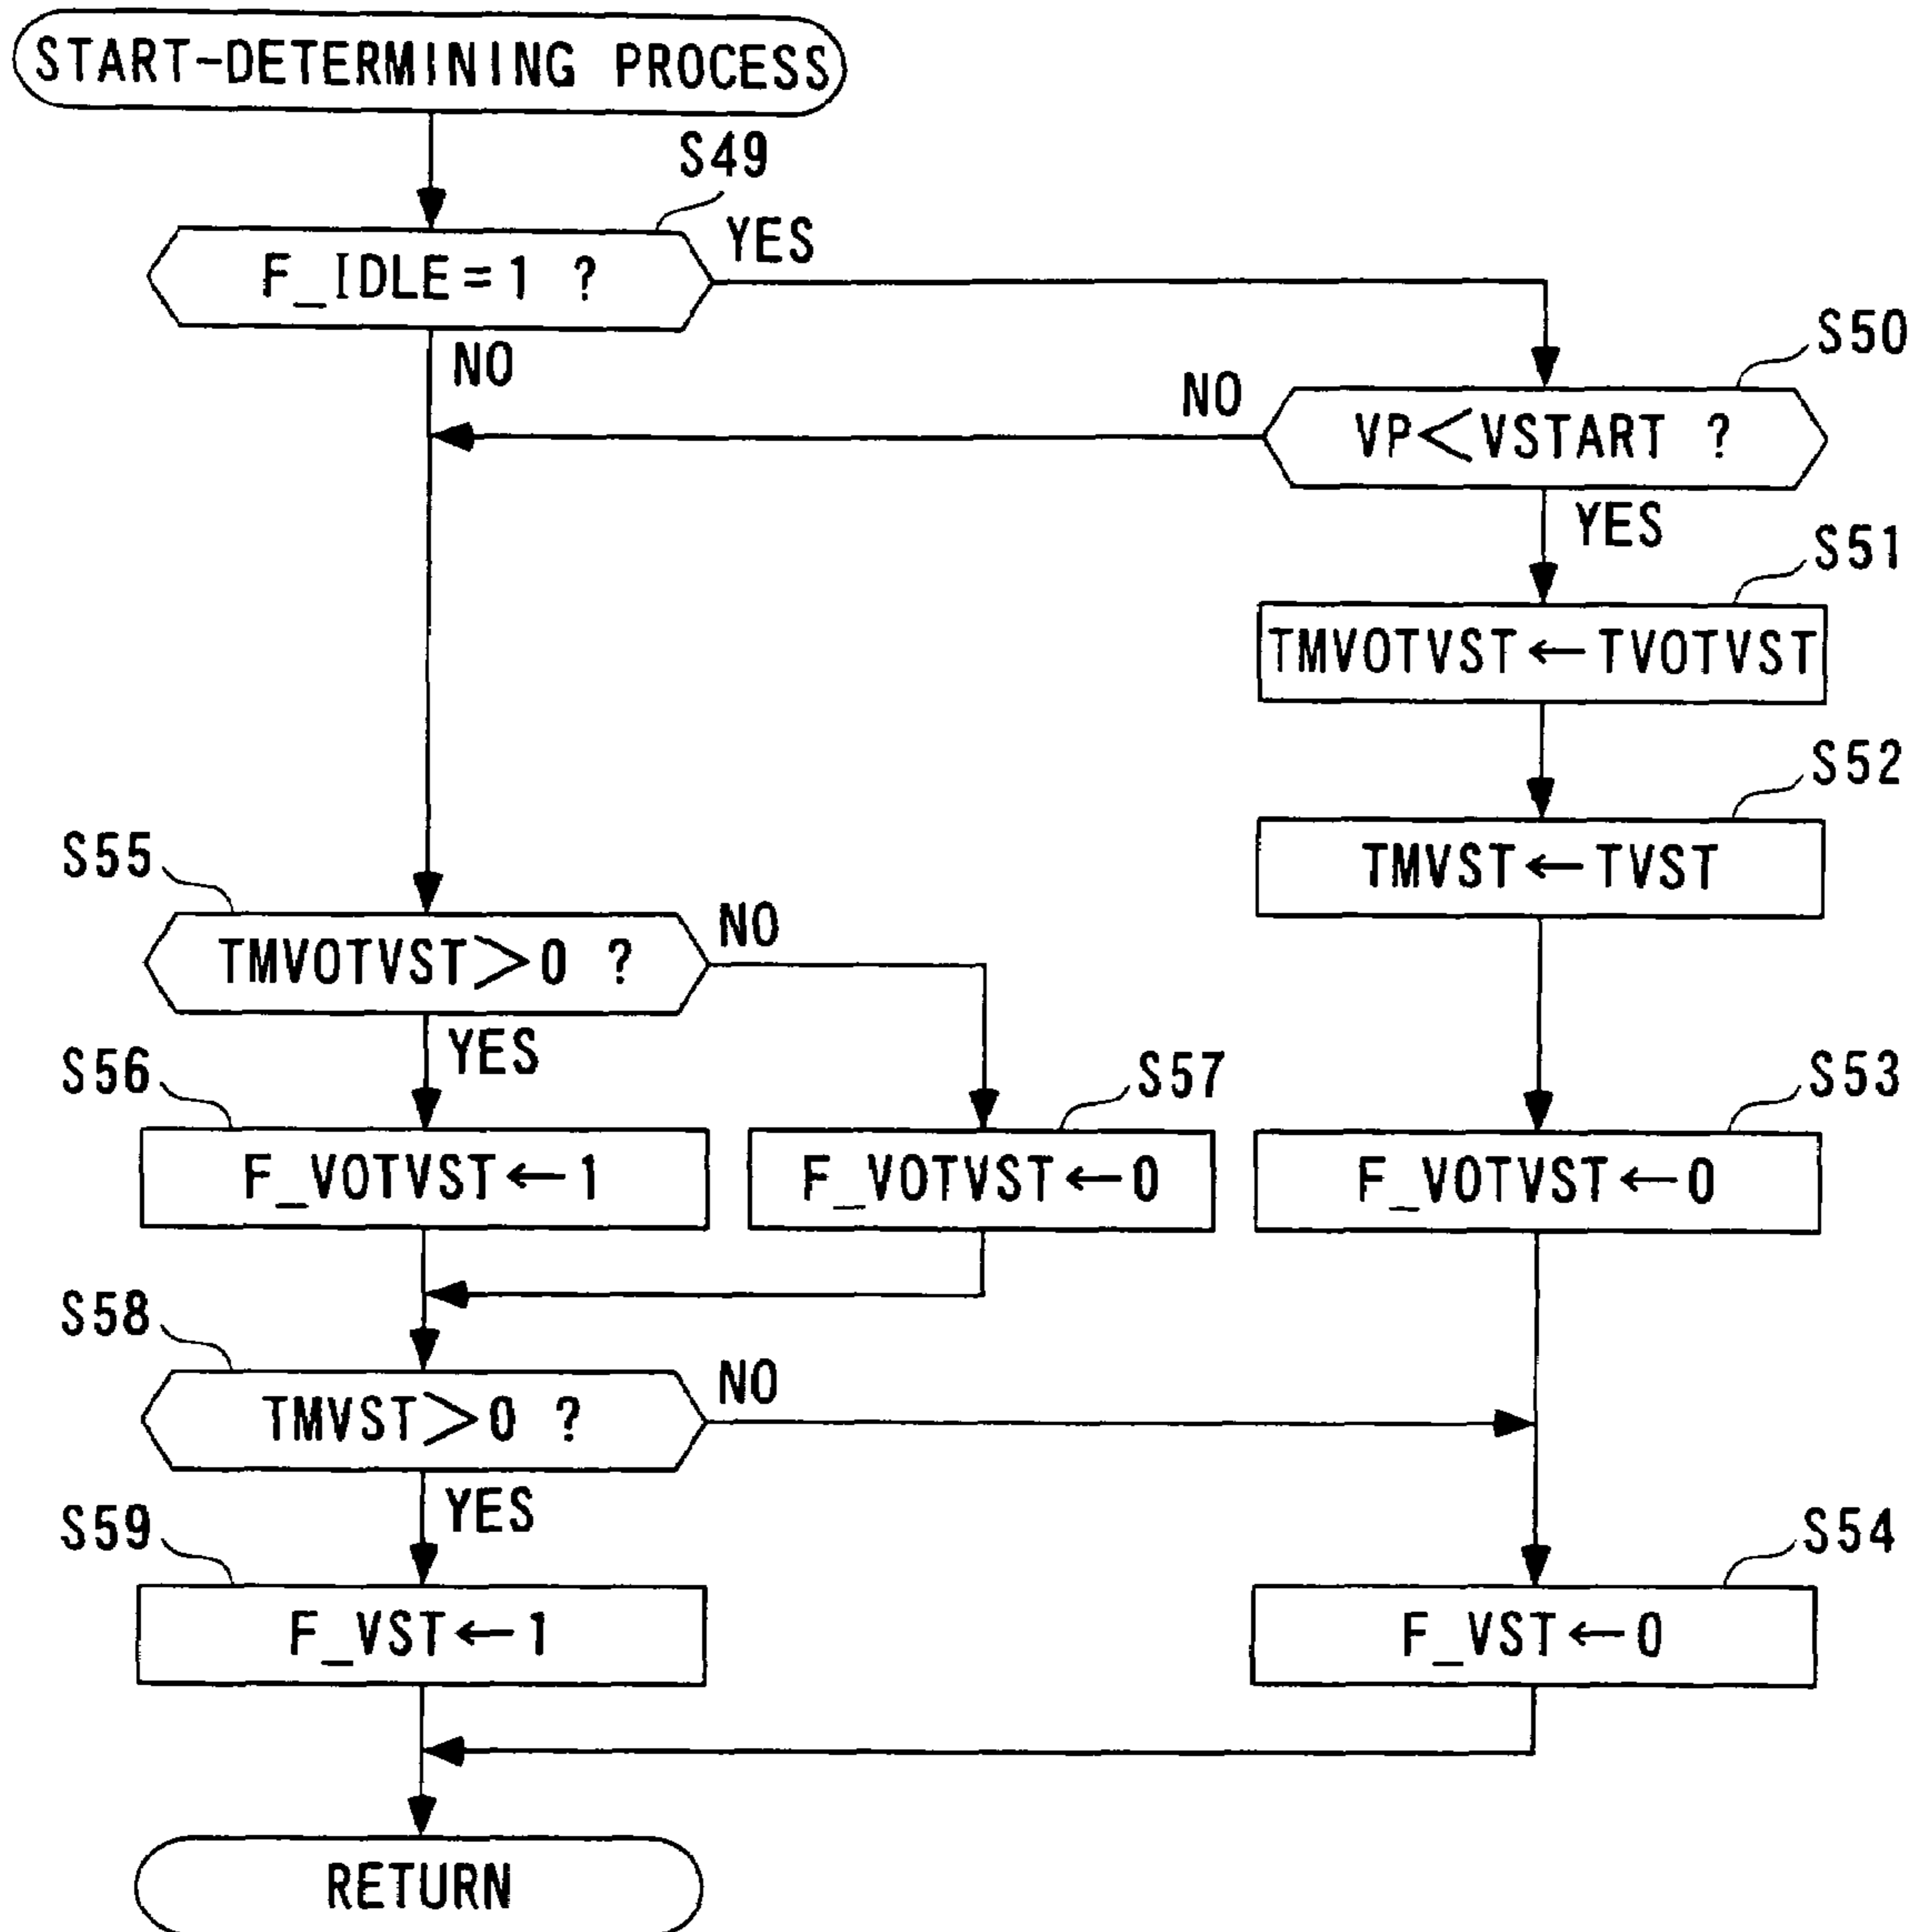 START-DETERMINING PROCESS
S49
F_IDLE=1 ?
YES
NO
S50
NO
VP<VSTART ?
YES
S51
TMVOTVST←TVOTVST
S52
TMVST←TVST
S55
TMVOTVST>0 ?
NO
YES
S56
F_VOTVST←1
S57
F_VOTVST←0
S53
F_VOTVST←0
S58
TMVST>0 ?
NO
YES
S59
F_VST←1
S54
F_VST←0
RETURN